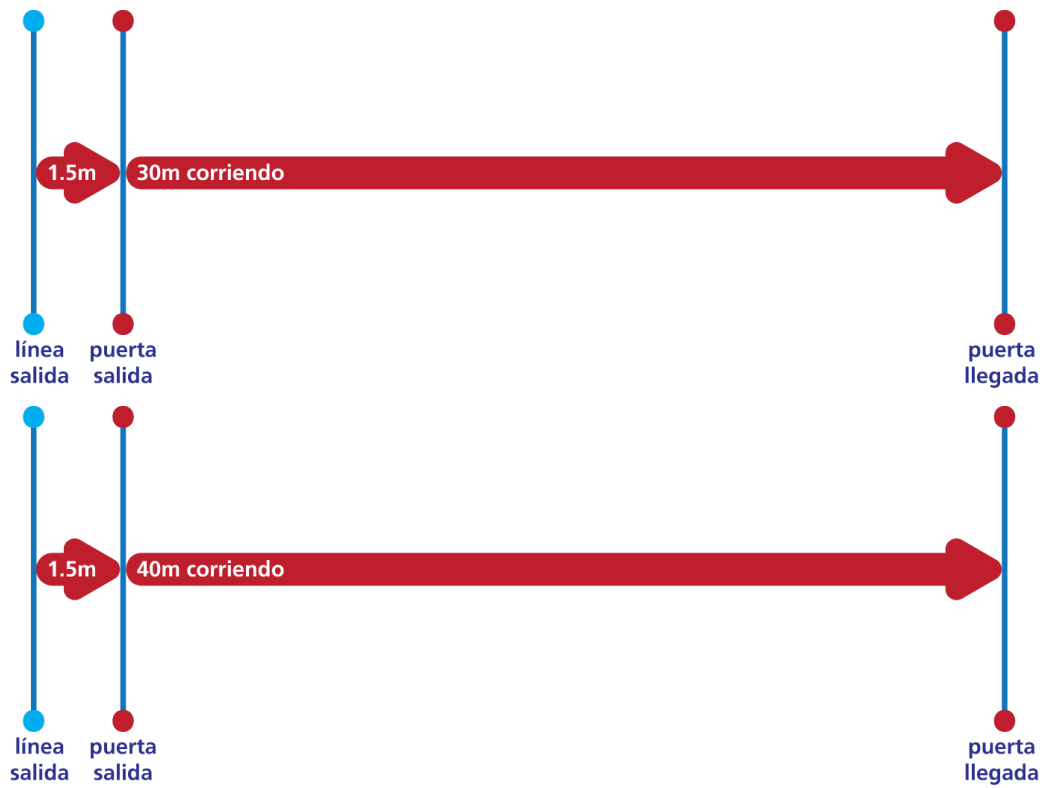 1.5m
30m corriendo
línea
salida
puerta
salida
puerta
llegada
1.5m
40m corriendo
línea
salida
puerta
salida
puerta
llegada